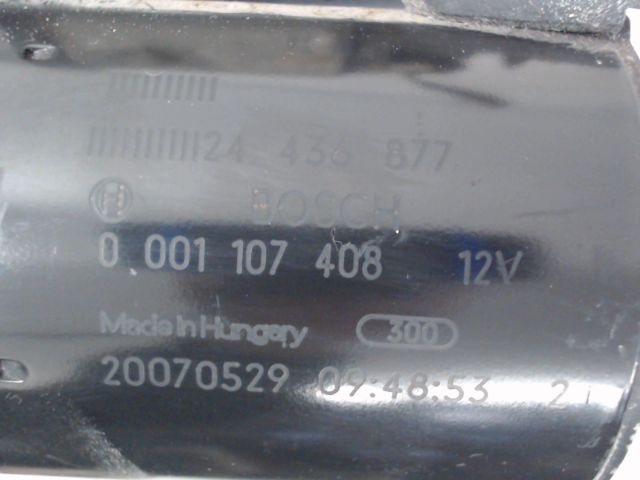 24 436 877
BOSCH
0 001 107 408 12V
Made in Hungary 300
20070529 09:48:53 21